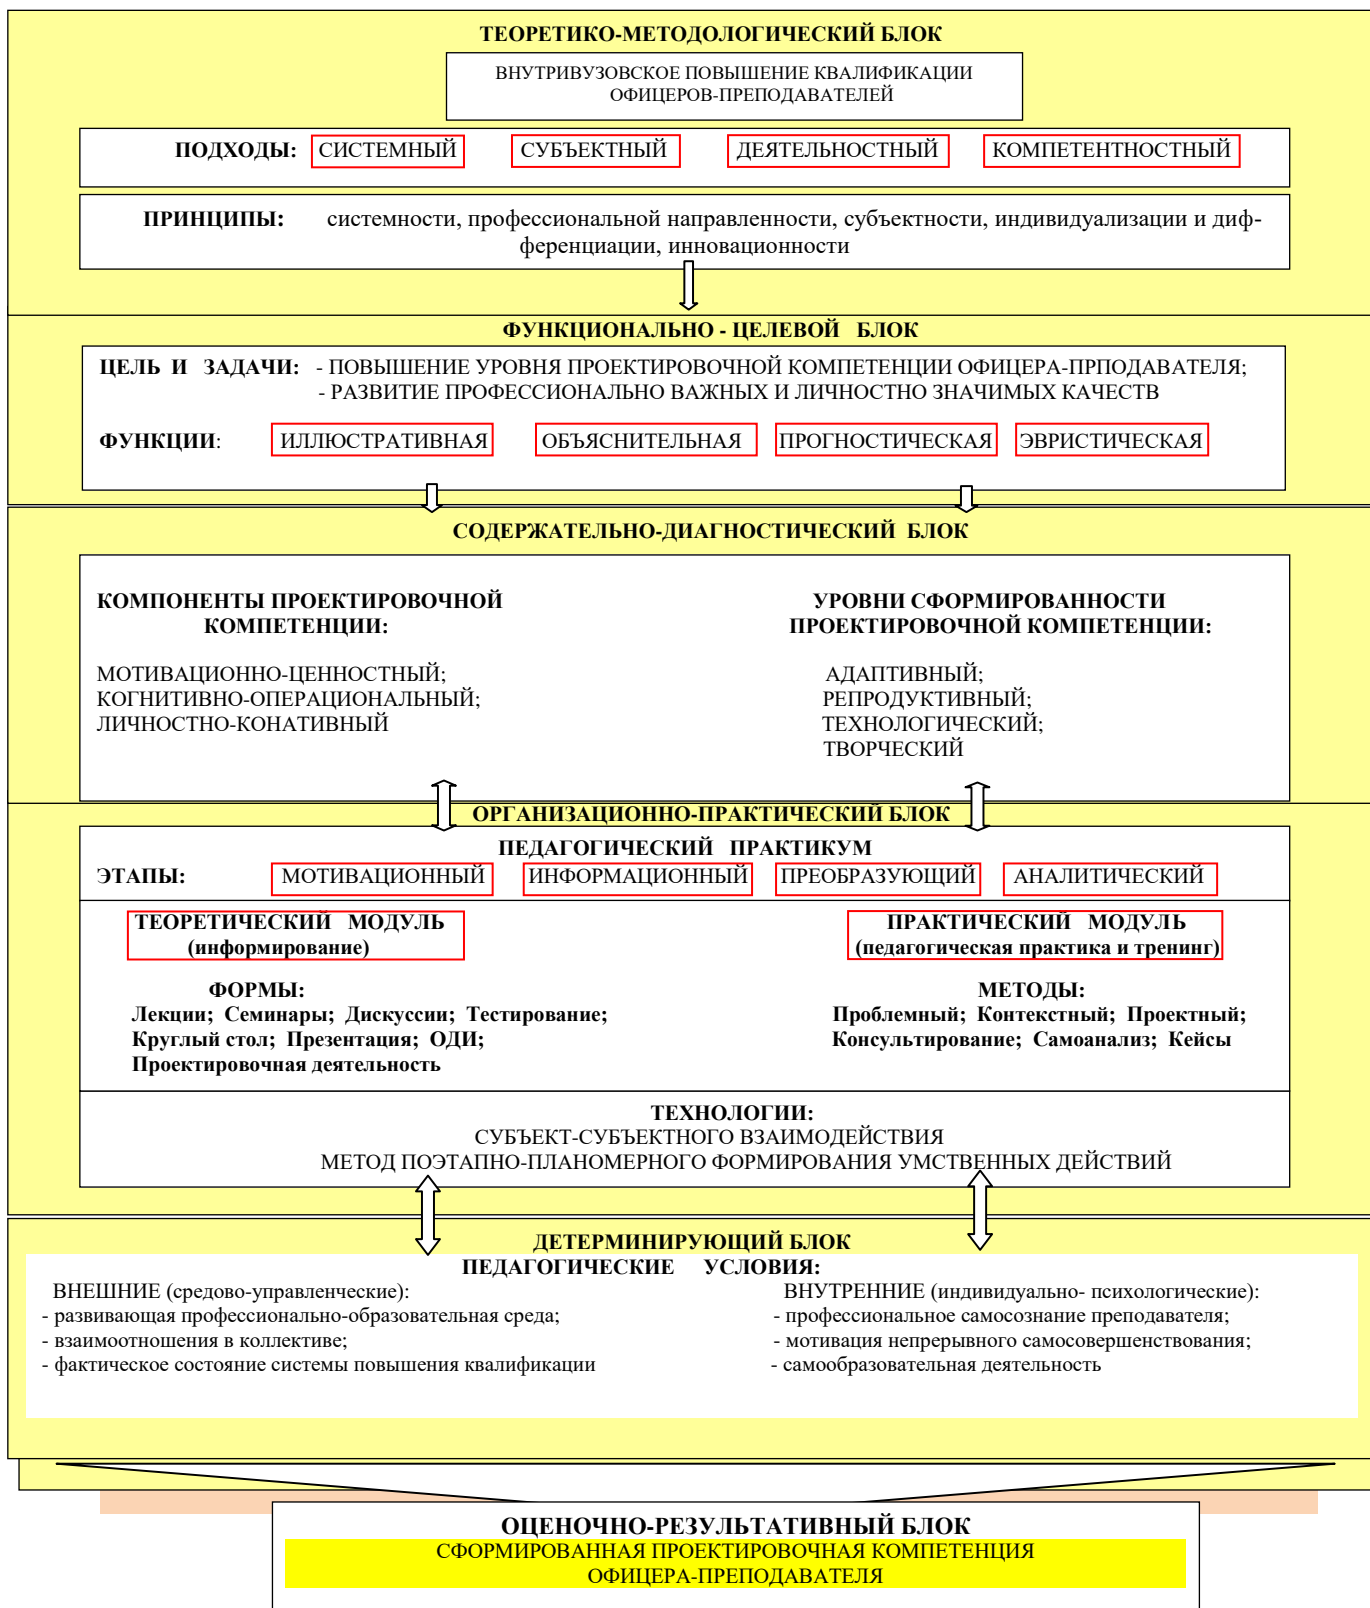 ТЕОРЕТИКО-МЕТОДОЛОГИЧЕСКИЙ БЛОК
ВНУТРИВУЗОВСКОЕ ПОВЫШЕНИЕ КВАЛИФИКАЦИИ
ОФИЦЕРОВ-ПРЕПОДАВАТЕЛЕЙ
ПОДХОДЫ: СИСТЕМНЫЙ СУБЪЕКТНЫЙ ДЕЯТЕЛЬНОСТНЫЙ КОМПЕТЕНТНОСТНЫЙ
ПРИНЦИПЫ: системности, профессиональной направленности, субъектности, индивидуализации и диф-
ференциации, инновационности
ФУНКЦИОНАЛЬНО - ЦЕЛЕВОЙ БЛОК
ЦЕЛЬ И ЗАДАЧИ: - ПОВЫШЕНИЕ УРОВНЯ ПРОЕКТИРОВОЧНОЙ КОМПЕТЕНЦИИ ОФИЦЕРА-ПРПОДАВАТЕЛЯ;
- РАЗВИТИЕ ПРОФЕССИОНАЛЬНО ВАЖНЫХ И ЛИЧНОСТНО ЗНАЧИМЫХ КАЧЕСТВ
ФУНКЦИИ: ИЛЛЮСТРАТИВНАЯ ОБЪЯСНИТЕЛЬНАЯ ПРОГНОСТИЧЕСКАЯ ЭВРИСТИЧЕСКАЯ
СОДЕРЖАТЕЛЬНО-ДИАГНОСТИЧЕСКИЙ БЛОК
КОМПОНЕНТЫ ПРОЕКТИРОВОЧНОЙ
КОМПЕТЕНЦИИ:
МОТИВАЦИОННО-ЦЕННОСТНЫЙ;
КОГНИТИВНО-ОПЕРАЦИОНАЛЬНЫЙ;
ЛИЧНОСТНО-КОНАТИВНЫЙ
УРОВНИ СФОРМИРОВАННОСТИ
ПРОЕКТИРОВОЧНОЙ КОМПЕТЕНЦИИ:
АДАПТИВНЫЙ;
РЕПРОДУКТИВНЫЙ;
ТЕХНОЛОГИЧЕСКИЙ;
ТВОРЧЕСКИЙ
ОРГАНИЗАЦИОННО-ПРАКТИЧЕСКИЙ БЛОК
ПЕДАГОГИЧЕСКИЙ ПРАКТИКУМ
ЭТАПЫ: МОТИВАЦИОННЫЙ ИНФОРМАЦИОННЫЙ ПРЕОБРАЗУЮЩИЙ АНАЛИТИЧЕСКИЙ
ТЕОРЕТИЧЕСКИЙ МОДУЛЬ
(информирование)
ФОРМЫ:
Лекции; Семинары; Дискуссии; Тестирование;
Круглый стол; Презентация; ОДИ;
Проектировочная деятельность
ПРАКТИЧЕСКИЙ МОДУЛЬ
(педагогическая практика и тренинг)
МЕТОДЫ:
Проблемный; Контекстный; Проектный;
Консультирование; Самоанализ; Кейсы
ТЕХНОЛОГИИ:
СУБЪЕКТ-СУБЪЕКТНОГО ВЗАИМОДЕЙСТВИЯ
МЕТОД ПОЭТАПНО-ПЛАНОМЕРНОГО ФОРМИРОВАНИЯ УМСТВЕННЫХ ДЕЙСТВИЙ
ДЕТЕРМИНИРУЮЩИЙ БЛОК
ПЕДАГОГИЧЕСКИЕ УСЛОВИЯ:
ВНЕШНИЕ (средово-управленческие):
- развивающая профессионально-образовательная среда;
- взаимоотношения в коллективе;
- фактическое состояние системы повышения квалификации
ВНУТРЕННИЕ (индивидуально- психологические):
- профессиональное самосознание преподавателя;
- мотивация непрерывного самосовершенствования;
- самообразовательная деятельность
ОЦЕНОЧНО-РЕЗУЛЬТАТИВНЫЙ БЛОК
СФОРМИРОВАННАЯ ПРОЕКТИРОВОЧНАЯ КОМПЕТЕНЦИЯ
ОФИЦЕРА-ПРЕПОДАВАТЕЛЯ